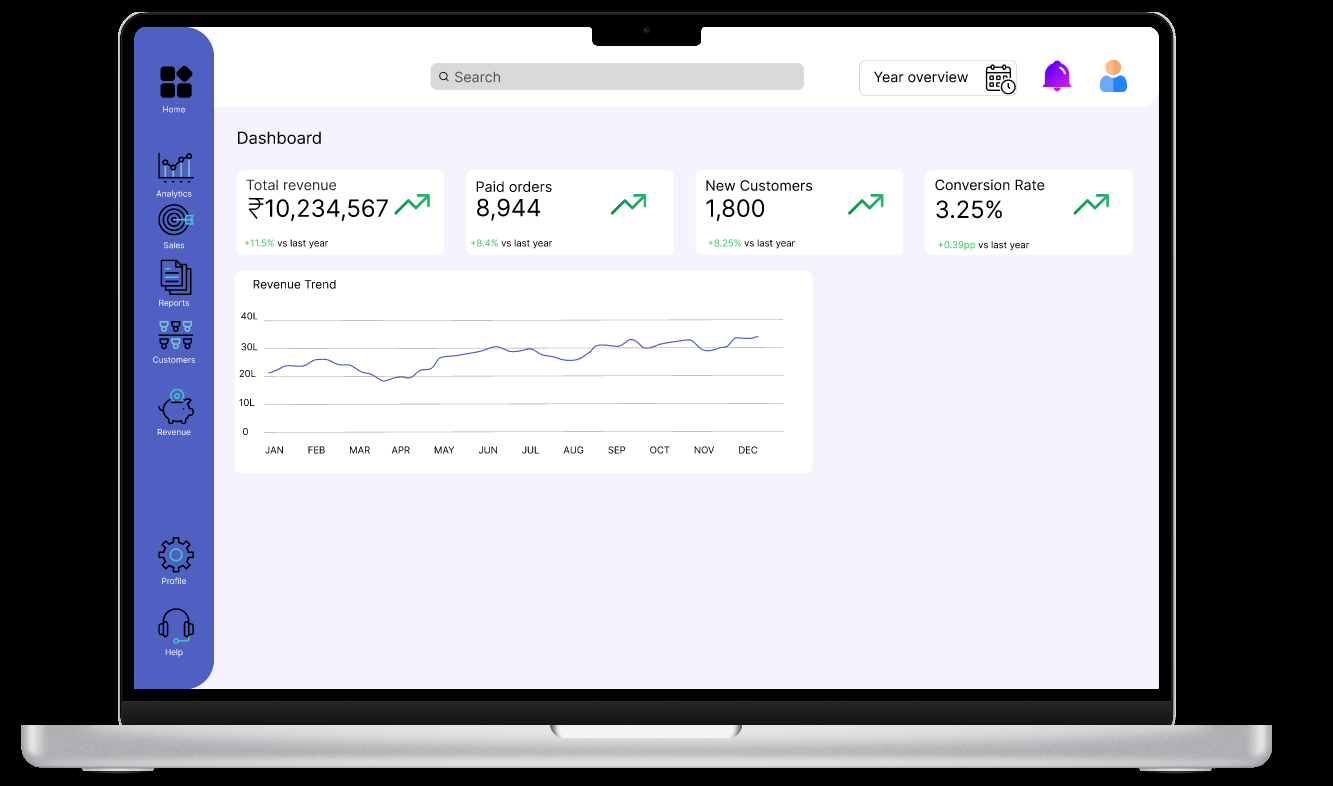 Search
Year overview
Home
Analytics
Sales
Reports
Customers
Revenue
Profile
Help
Dashboard
Total revenue
₹10,234,567
+11.5% vs last year
Paid orders
8,944
+8.4% vs last year
New Customers
1,800
+8.25% vs last year
Conversion Rate
3.25%
+0.39pp vs last year
Revenue Trend
40L
30L
20L
10L
0
JAN FEB MAR APR MAY JUN JUL AUG SEP OCT NOV DEC